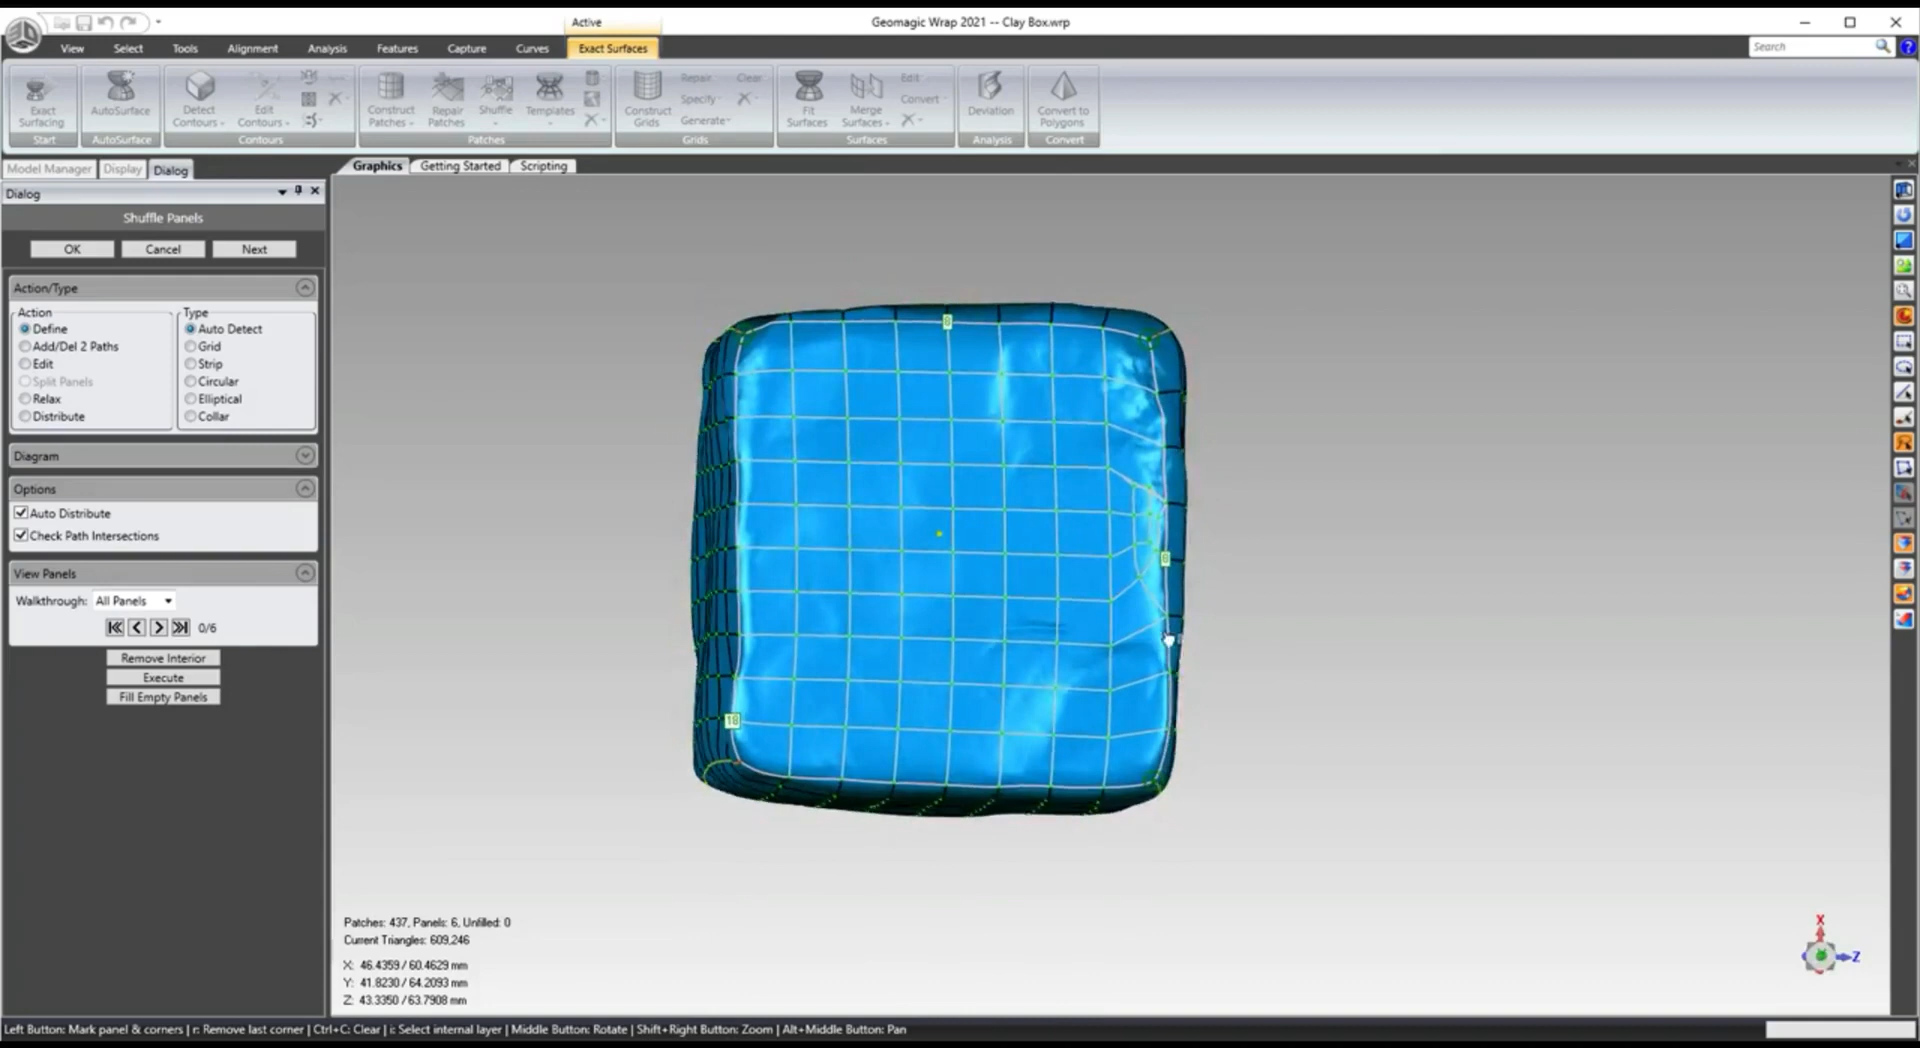 Active
Geomagic Wrap 2021 -- Clay Box.wrp
View Select Tools Alignment Analysis Features Capture Curves Exact Surfaces
Search
Exact Surfacing
AutoSurface
Detect Contours
Edit Contours
Construct Patches
Repair Patches
Shuffle
Templates
Construct Grids
Repair
Specify
Generate
Clear
Fit Surfaces
Merge Surfaces
Edit
Convert
Deviation
Convert to Polygons
Start AutoSurface Contours Patches Grids Surfaces Analysis Convert
Model Manager Display Dialog
Graphics Getting Started Scripting
Dialog
Shuffle Panels
OK Cancel Next
Action/Type
Action Type
Define Auto Detect
Add/Del 2 Paths Grid
Edit Strip
Split Panels Circular
Relax Elliptical
Distribute Collar
Diagram
Options
Auto Distribute
Check Path Intersections
View Panels
Walkthrough: All Panels
0/6
Remove Interior
Execute
Fill Empty Panels
8
8
10
Patches: 437, Panels: 6, Unfilled: 0
Current Triangles: 609,246
X: 46.4359 / 60.4629 mm
Y: 41.8230 / 64.2093 mm
Z: 43.3350 / 63.7908 mm
X
Z
Left Button: Mark panel & corners | r: Remove last corner | Ctrl+C: Clear | i: Select internal layer | Middle Button: Rotate | Shift+Right Button: Zoom | Alt+Middle Button: Pan